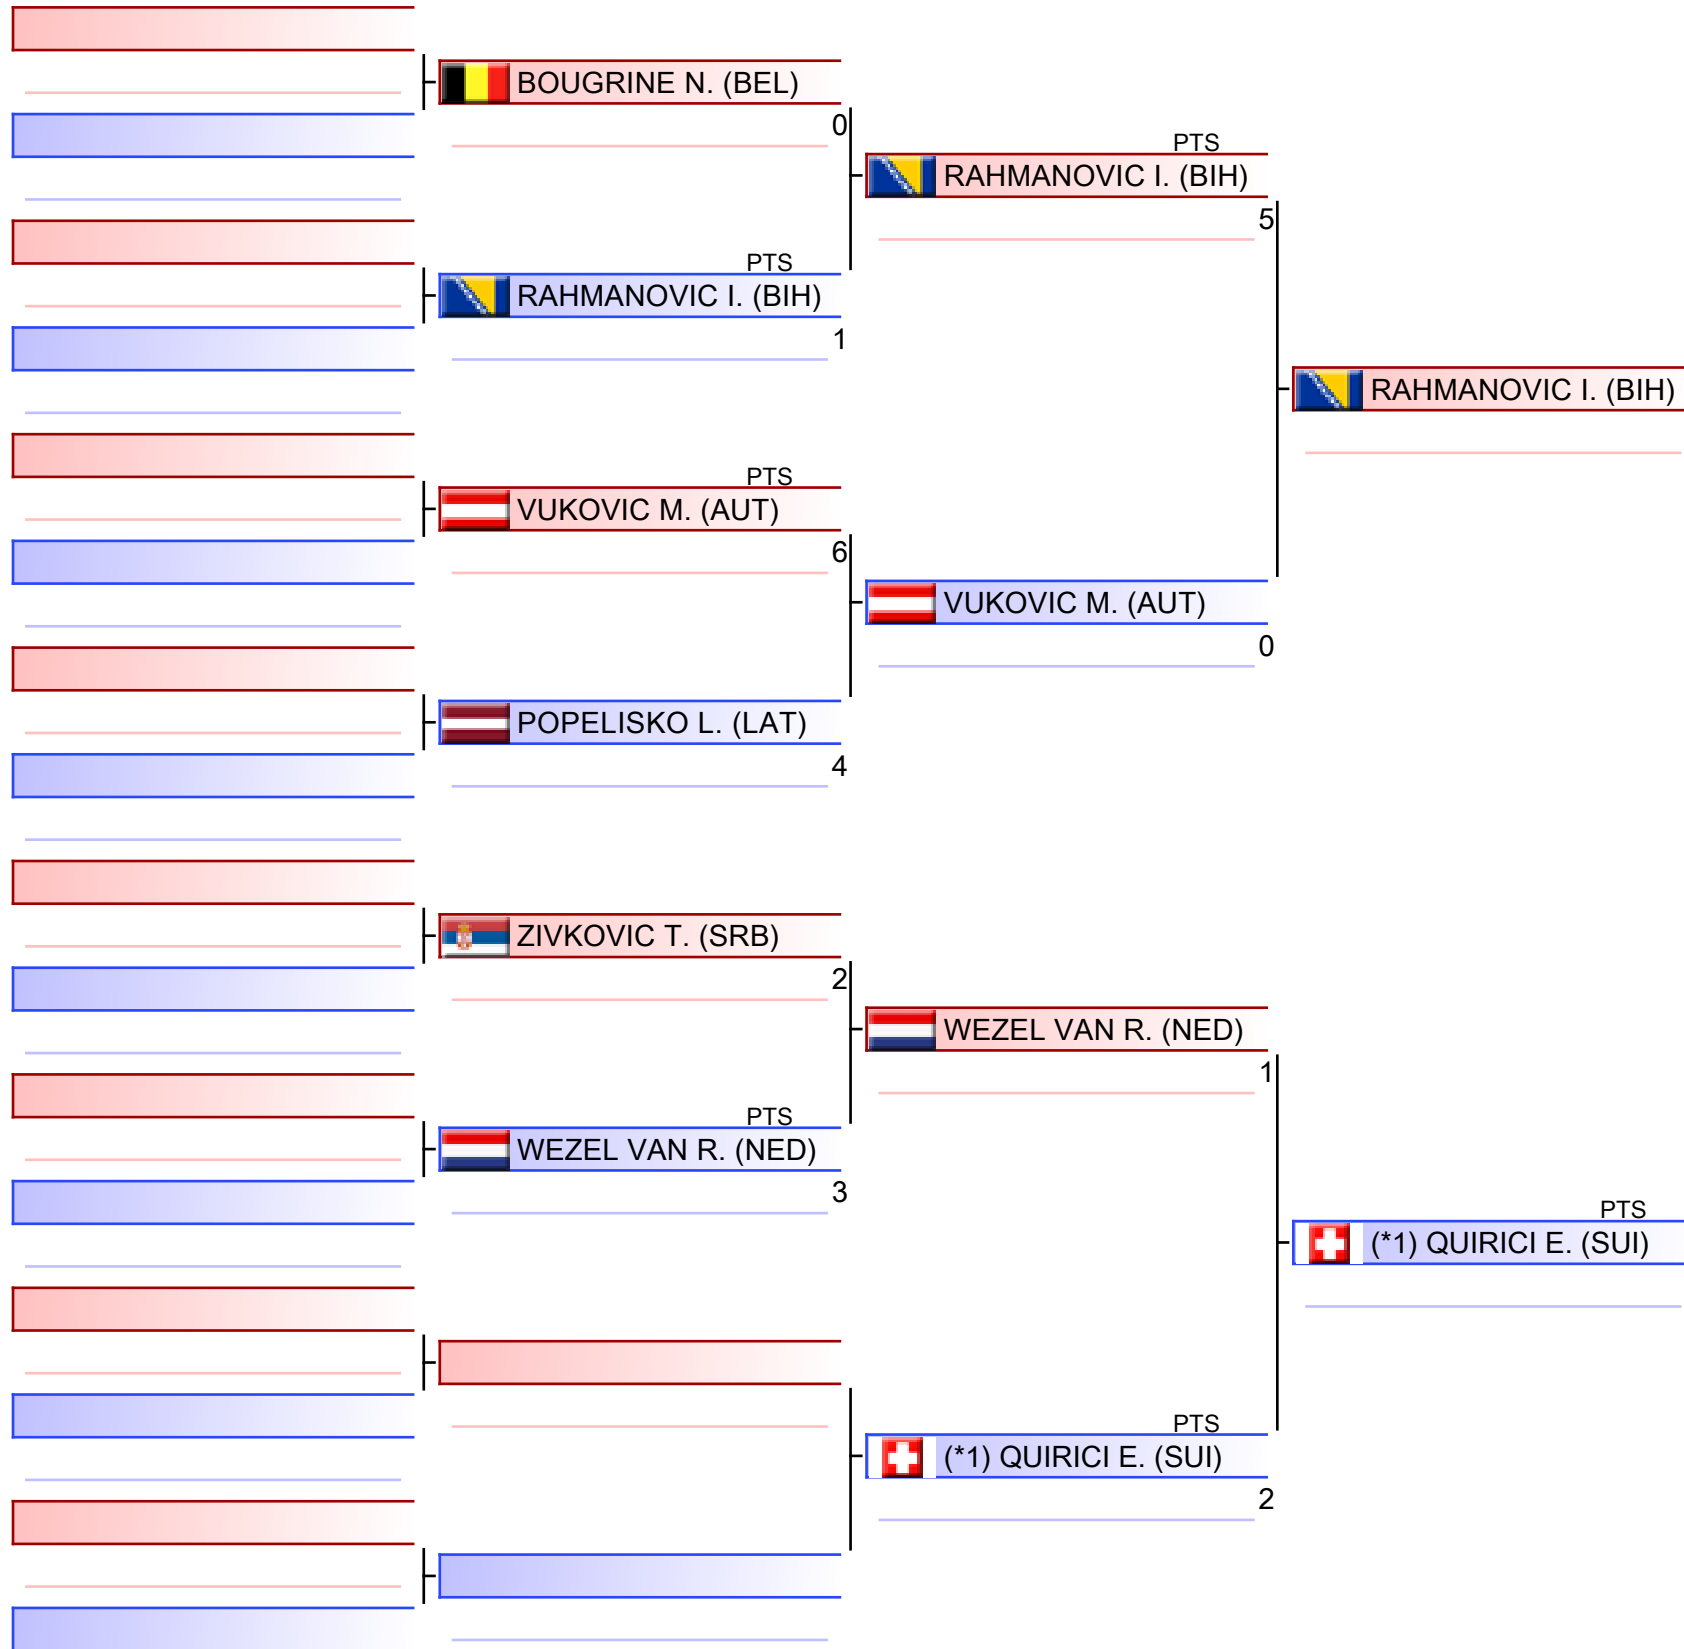 BOUGRINE N. (BEL)
0
PTS
RAHMANOVIC I. (BIH)
5
PTS
RAHMANOVIC I. (BIH)
1
RAHMANOVIC I. (BIH)
PTS
VUKOVIC M. (AUT)
6
VUKOVIC M. (AUT)
0
POPELISKO L. (LAT)
4
ZIVKOVIC T. (SRB)
2
WEZEL VAN R. (NED)
1
PTS
WEZEL VAN R. (NED)
3
PTS
(*1) QUIRICI E. (SUI)
PTS
(*1) QUIRICI E. (SUI)
2